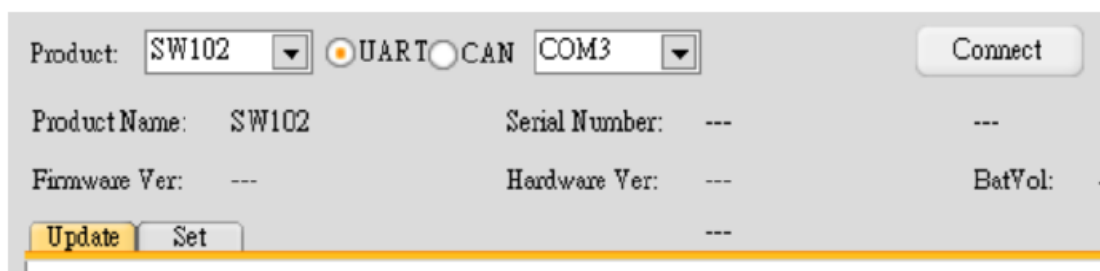 Product: SW102 UART CAN COM3 Connect
Product Name: SW102 Serial Number: --- ---
Firmware Ver: --- Hardware Ver: --- BatVol:
Update Set ---